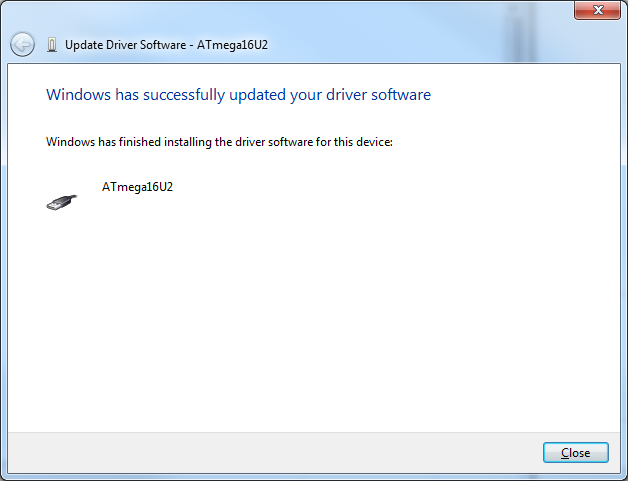 Update Driver Software - ATmega16U2
Windows has successfully updated your driver software
Windows has finished installing the driver software for this device:
ATmega16U2
Close